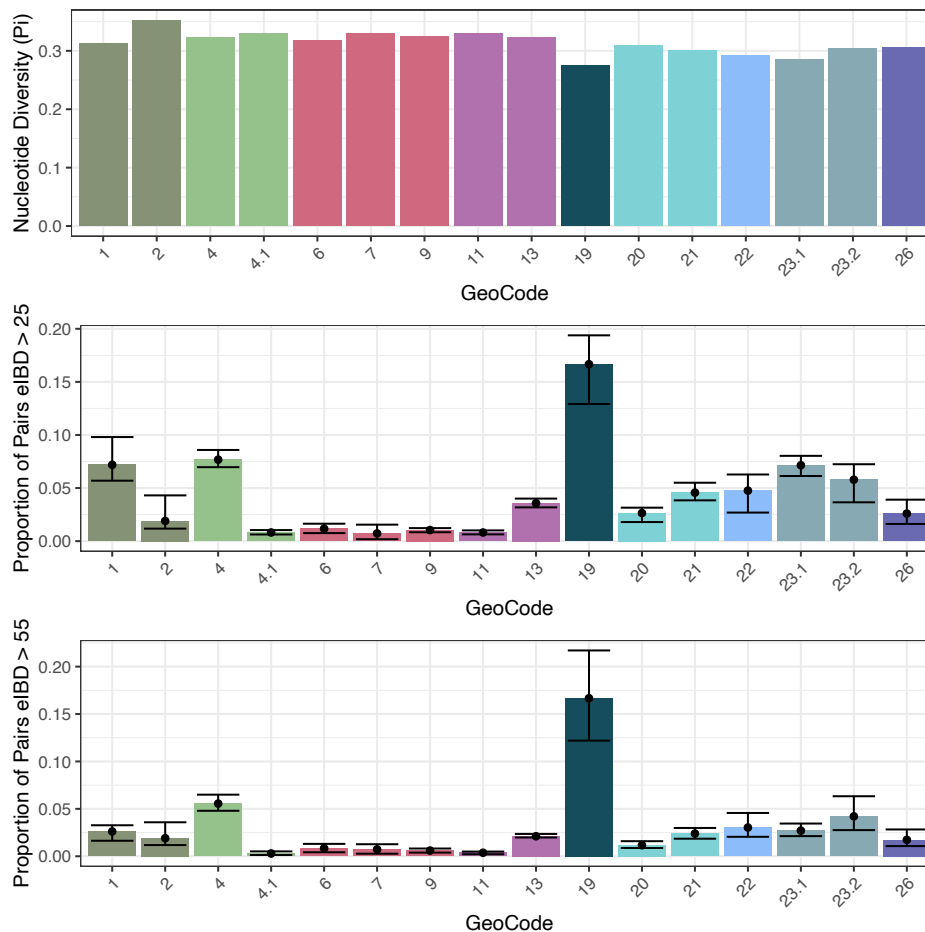 Nucleotide Diversity (Pi)
0.3
0.2
0.1
0.0
1 2 4 4.1 6 7 9 11 13 19 20 21 22 23.1 23.2 26
GeoCode
Proportion of Pairs eIBD > 25
0.20
0.15
0.10
0.05
0.00
1 2 4 4.1 6 7 9 11 13 19 20 21 22 23.1 23.2 26
GeoCode
Proportion of Pairs eIBD > 55
0.20
0.15
0.10
0.05
0.00
1 2 4 4.1 6 7 9 11 13 19 20 21 22 23.1 23.2 26
GeoCode